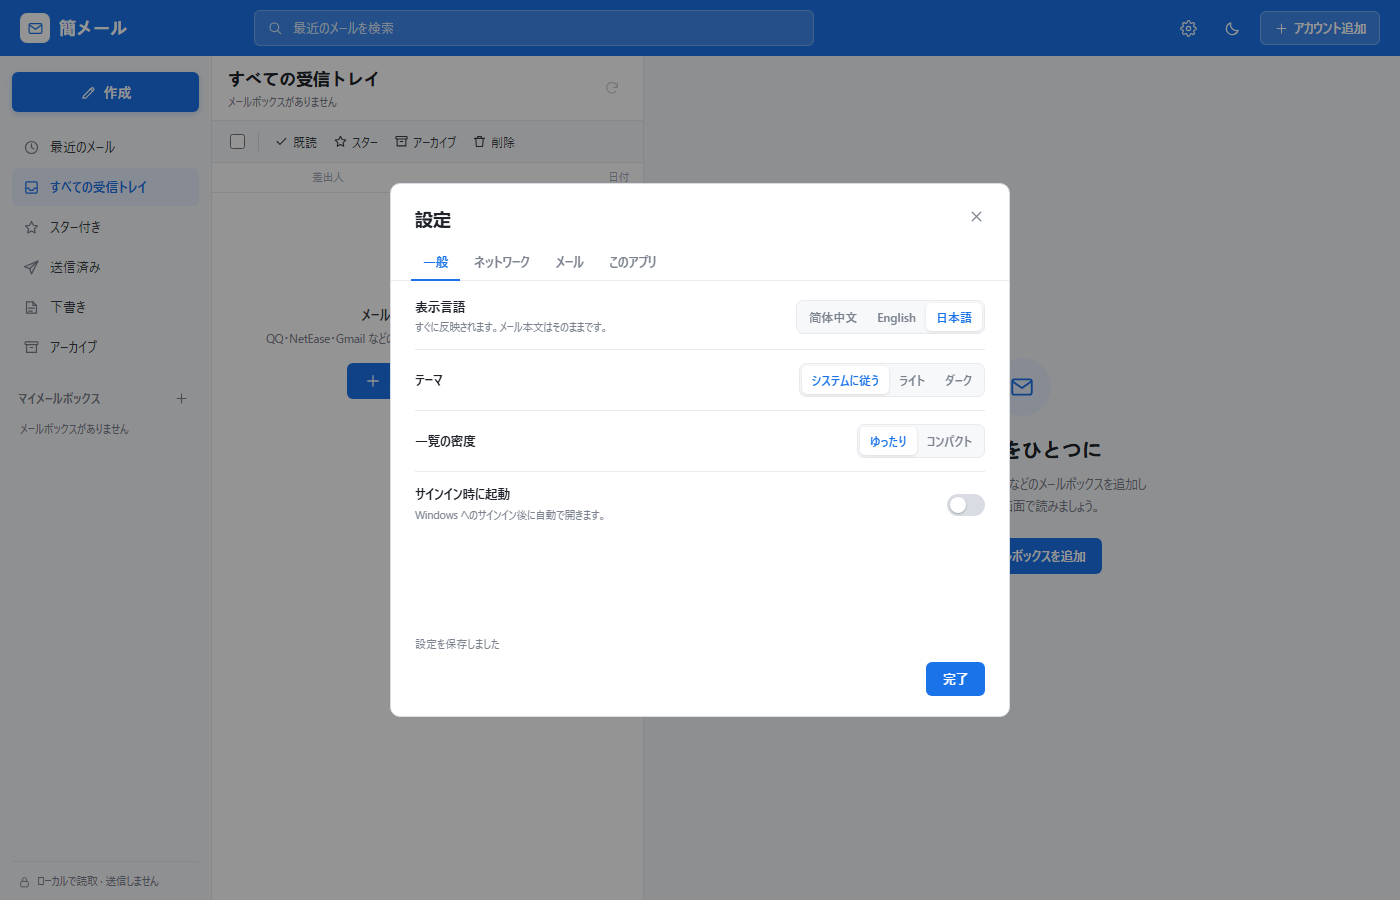 簡メール
最近のメールを検索
アカウント追加
作成
最近のメール
すべての受信トレイ
スター付き
送信済み
下書き
アーカイブ
マイメールボックス
メールボックスがありません
ローカルで読取・送信しません
すべての受信トレイ
メールボックスがありません
既読
スター
アーカイブ
削除
差出人
日付
メール
QQ・NetEase・Gmail などの
設定
一般
ネットワーク
メール
このアプリ
表示言語
すぐに反映されます。メール本文はそのままです。
简体中文
English
日本語
テーマ
システムに従う
ライト
ダーク
一覧の密度
ゆったり
コンパクト
サインイン時に起動
Windows へのサインイン後に自動で開きます。
設定を保存しました
完了
をひとつに
などのメールボックスを追加し
画面で読みましょう。
ルボックスを追加